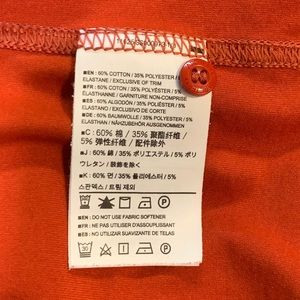 ■EN : 60% COTTON / 35% POLYESTER / 5%
ELASTANE / EXCLUSIVE OF TRIM
■FR : 60% COTON / 35% POLYESTER / 5%
ELASTHANNE/GARNITURE NON-COMPRISE
■ES : 60% ALGODÓN / 35% POLIÉSTER / 5%
■DE : 60% BAUMWOLLE / 35% POLYESTER / 5%
ELASTHAN / NÄHZUBEHÖR AUSGENOMMEN
■C : 60% 棉 / 35% 聚酯纤维 /
5% 弹性纤维 / 配件除外
■J : 60% 綿 / 35% ポリエステル / 5% ポリ
ウレタン / 飾り部分を除く
■K : 60% 면 / 35% 폴리에스터 / 5%
스판덱스 / 트림 제외
■EN : DO NOT USE FABRIC SOFTENER
■FR : NE PAS UTILISER D'ASSOUPLISSANT
■ES : NO UTILIZAR SUAVIZANTE DE TELAS
30